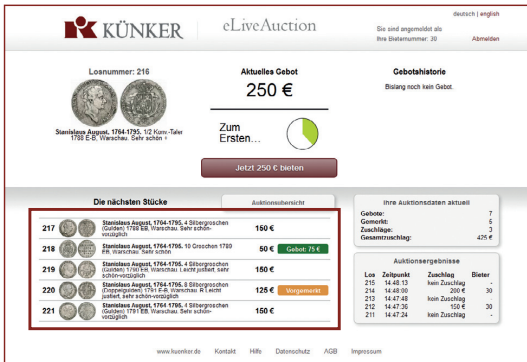 deutsch | english
KÜNKER
eLiveAuction
Sie sind angemeldet als
Ihre Bieternummer: 30
Abmelden
Losnummer: 216
Stanislaus August, 1764-1795. 1/2 Konv.-Taler
1788 E-B, Warschau. Sehr schön +
Aktuelles Gebot
250 €
Zum
Ersten...
Jetzt 250 € bieten
Gebotshistorie
Bislang noch kein Gebot.
Die nächsten Stücke
Auktionsübersicht
217
Stanislaus August, 1764-1795. 4 Silbergroschen
(Gulden) 1788 EB, Warschau. Sehr schön-
vorzüglich
150 €
218
Stanislaus August, 1764-1795. 10 Groschen 1790
EB, Warschau. Sehr schön
50 €
Gebot: 75 €
219
Stanislaus August, 1764-1795. 4 Silbergroschen
(Gulden) 1790 EB, Warschau. Leicht justiert, sehr
schön-vorzüglich
150 €
220
Stanislaus August, 1764-1795. 8 Silbergroschen
(Doppelgulden) 1791 E-B, Warschau. R Leicht
justiert, sehr schön-vorzüglich
125 €
Vorgemerkt
221
Stanislaus August, 1764-1795. 4 Silbergroschen
(Gulden) 1791 EB, Warschau. Sehr schön-
vorzüglich
150 €
Ihre Auktionsdaten aktuell
Gebote: 7
Gemerkt: 6
Zuschläge: 3
Gesamtzuschlag: 425 €
Auktionsergebnisse
Los Zeitpunkt Zuschlag Bieter
215 14:48:13 kein Zuschlag -
214 14:48:00 200 € 30
213 14:47:48 kein Zuschlag -
212 14:47:36 150 € 30
211 14:47:24 kein Zuschlag -
www.kuenker.de Kontakt Hilfe Datenschutz AGB Impressum